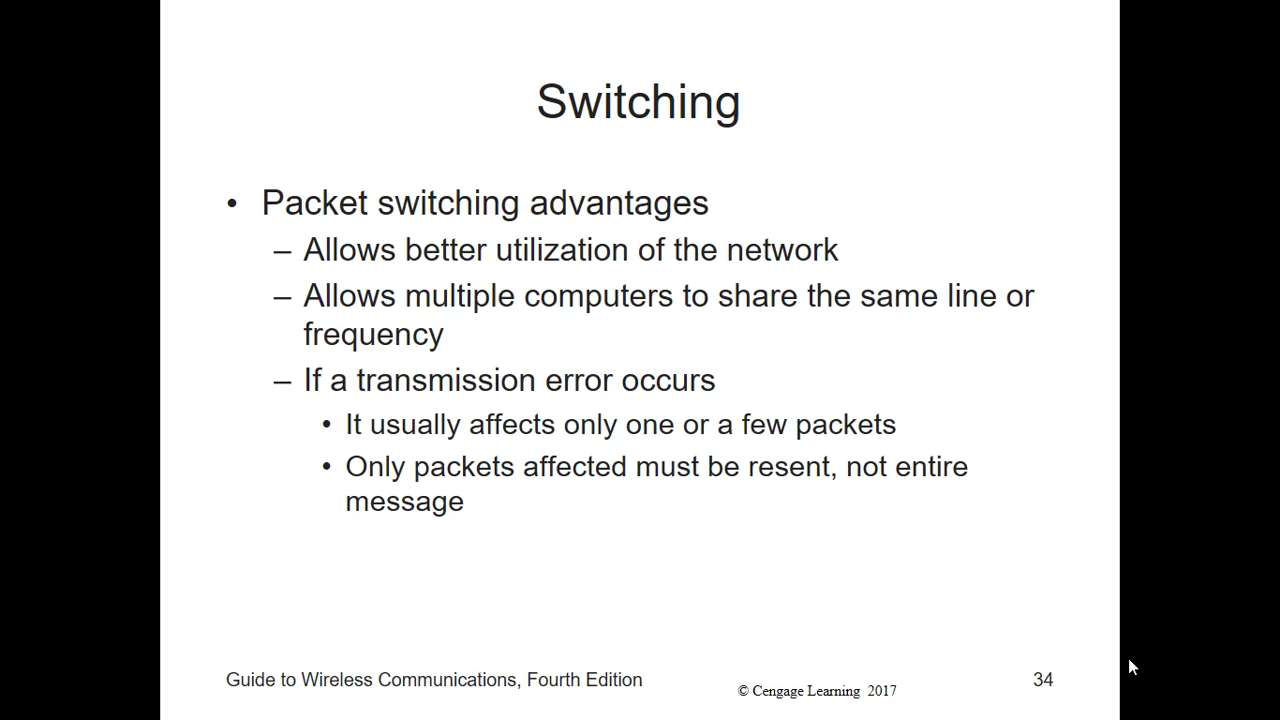 Switching
• Packet switching advantages
– Allows better utilization of the network
– Allows multiple computers to share the same line or
frequency
– If a transmission error occurs
• It usually affects only one or a few packets
• Only packets affected must be resent, not entire
message
Guide to Wireless Communications, Fourth Edition
© Cengage Learning 2017
34